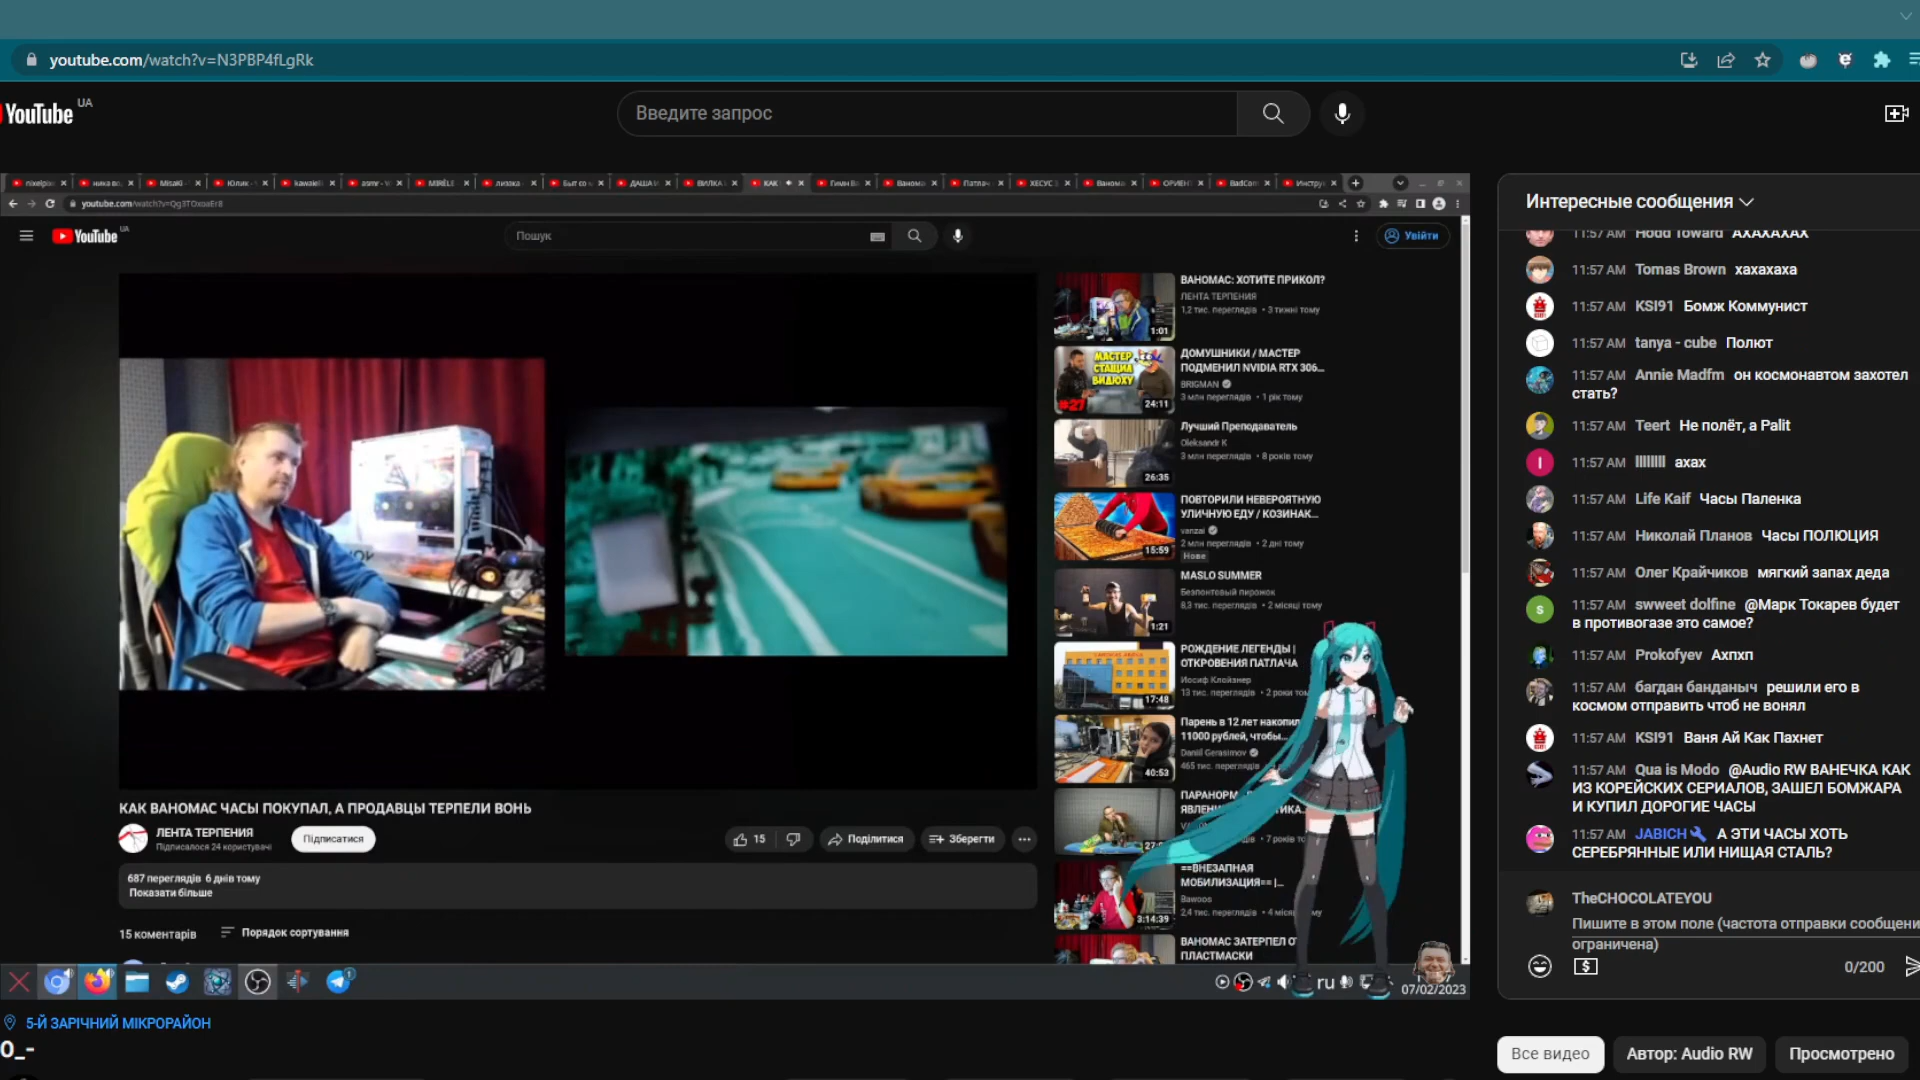 youtube.com/watch?v=N3PBP4fLgRk
YouTube UA
Введите запрос
youtube.com/watch?v=Qg3TOxoaEr8
YouTube UA
Пошук
Увійти
ВАНОМАС: ХОТИТЕ ПРИКОЛ?
ЛЕНТА ТЕРПЕНИЯ
1,2 тис. переглядів • 3 тижні тому
1:01
ДОМУШНИКИ / МАСТЕР
ПОДМЕНИЛ NVIDIA RTX 306...
BRIGMAN
3 млн переглядів • 1 рік тому
МАСТЕР
СТАЩИЛ
ВИДЮХУ
#27
24:11
Лучший Преподаватель
Oleksandr K
3 млн переглядів • 8 років тому
26:35
ПОВТОРИЛИ НЕВЕРОЯТНУЮ
УЛИЧНУЮ ЕДУ / КОЗИНАК...
vanzai
2 млн переглядів • 2 дні тому
Нове
15:59
MASLO SUMMER
Безпонтовый пирожок
8,3 тис. переглядів • 2 місяці тому
1:21
РОЖДЕНИЕ ЛЕГЕНДЫ |
ОТКРОВЕНИЯ ПАТЛАЧА
Иосиф Клойзнер
13 тис. переглядів • 2 роки том
17:48
Парень в 12 лет накопил
11000 рублей, чтобы...
Daniil Gerasimov
465 тис. переглядів
40:53
ПАРАНОРМ
ЯВЛЕН
==ВНЕЗАПНАЯ
МОБИЛИЗАЦИЯ== |...
Bawoos
2,4 тис. переглядів • 4 місяц му
3:14:39
ВАНОМАС ЗАТЕРПЕЛ ОТ
ПЛАСТМАСКИ
КАК ВАНОМАС ЧАСЫ ПОКУПАЛ, А ПРОДАВЦЫ ТЕРПЕЛИ ВОНЬ
ЛЕНТА ТЕРПЕНИЯ
Підписалося 24 користувачі
Підписатися
15
Поділитися
Зберегти
687 переглядів 6 днів тому
Показати більше
15 коментарів
Порядок сортування
ru
07/02/2023
5-Й ЗАРІЧНИЙ МІКРОРАЙОН
0_-
Интересные сообщения
11:57 AM Hodd Toward АХАХАХАХ
11:57 AM Tomas Brown хахахаха
11:57 AM KSI91 Бомж Коммунист
11:57 AM tanya - cube Полют
11:57 AM Annie Madfm он космонавтом захотел
стать?
11:57 AM Teert Не полёт, а Palit
11:57 AM llllllll ахах
11:57 AM Life Kaif Часы Паленка
11:57 AM Николай Планов Часы ПОЛЮЦИЯ
11:57 AM Олег Крайчиков мягкий запах деда
11:57 AM swweet dolfine @Марк Токарев будет
в противогазе это самое?
11:57 AM Prokofyev Ахпхп
11:57 AM багдан банданыч решили его в
космом отправить чтоб не вонял
11:57 AM KSI91 Ваня Ай Как Пахнет
11:57 AM Qua is Modo @Audio RW ВАНЕЧКА КАК
ИЗ КОРЕЙСКИХ СЕРИАЛОВ, ЗАШЕЛ БОМЖАРА
И КУПИЛ ДОРОГИЕ ЧАСЫ
11:57 AM JABICH А ЭТИ ЧАСЫ ХОТЬ
СЕРЕБРЯННЫЕ ИЛИ НИЩАЯ СТАЛЬ?
TheCHOCOLATEYOU
Пишите в этом поле (частота отправки сообщени
ограничена)
0/200
Все видео
Автор: Audio RW
Просмотрено